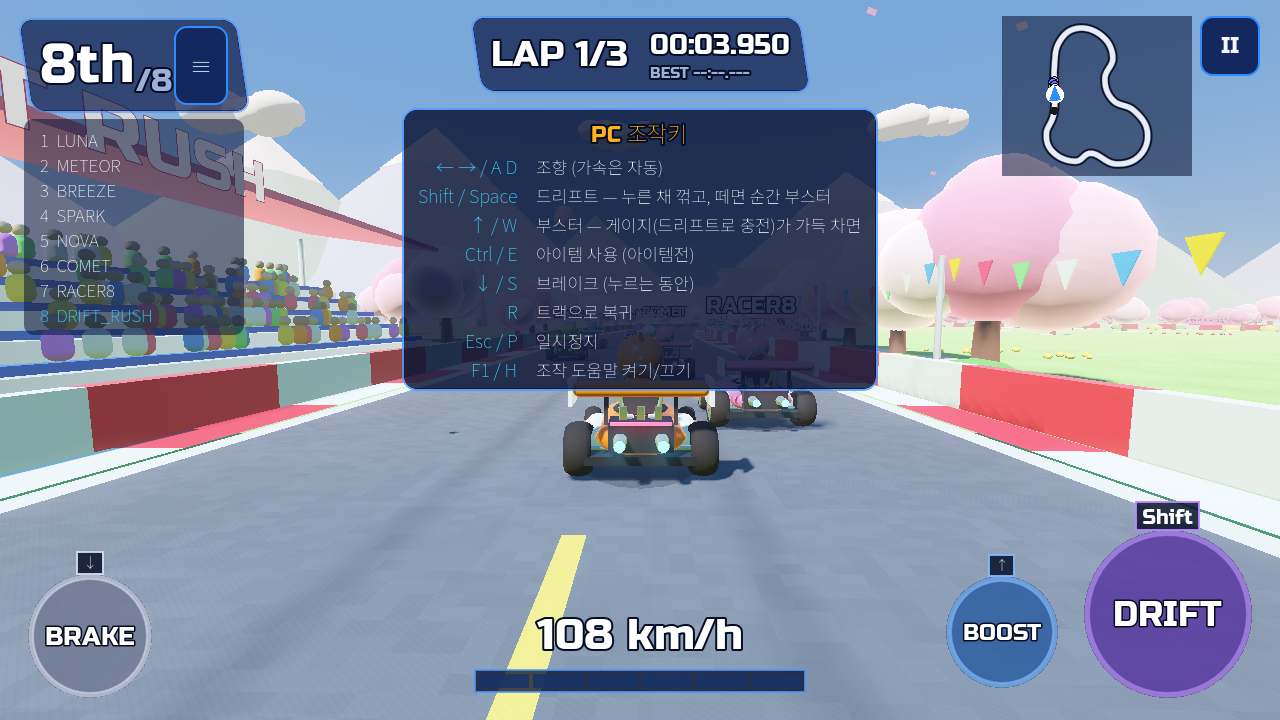 8th/8
LAP 1/3
00:03.950
BEST --:--.---
II
RUSH
1 LUNA
2 METEOR
3 BREEZE
4 SPARK
5 NOVA
6 COMET
7 RACER8
8 DRIFT_RUSH
PC 조작키
←→/A D 조향 (가속은 자동)
Shift / Space 드리프트 — 누른 채 꺾고, 떼면 순간 부스터
↑ / W 부스터 — 게이지(드리프트로 충전)가 가득 차면
Ctrl / E 아이템 사용 (아이템전)
↓ / S 브레이크 (누르는 동안)
R 트랙으로 복귀
Esc / P 일시정지
F1 / H 조작 도움말 켜기/끄기
COMET
RACER8
Shift
↓
↑
BRAKE
BOOST
DRIFT
108 km/h